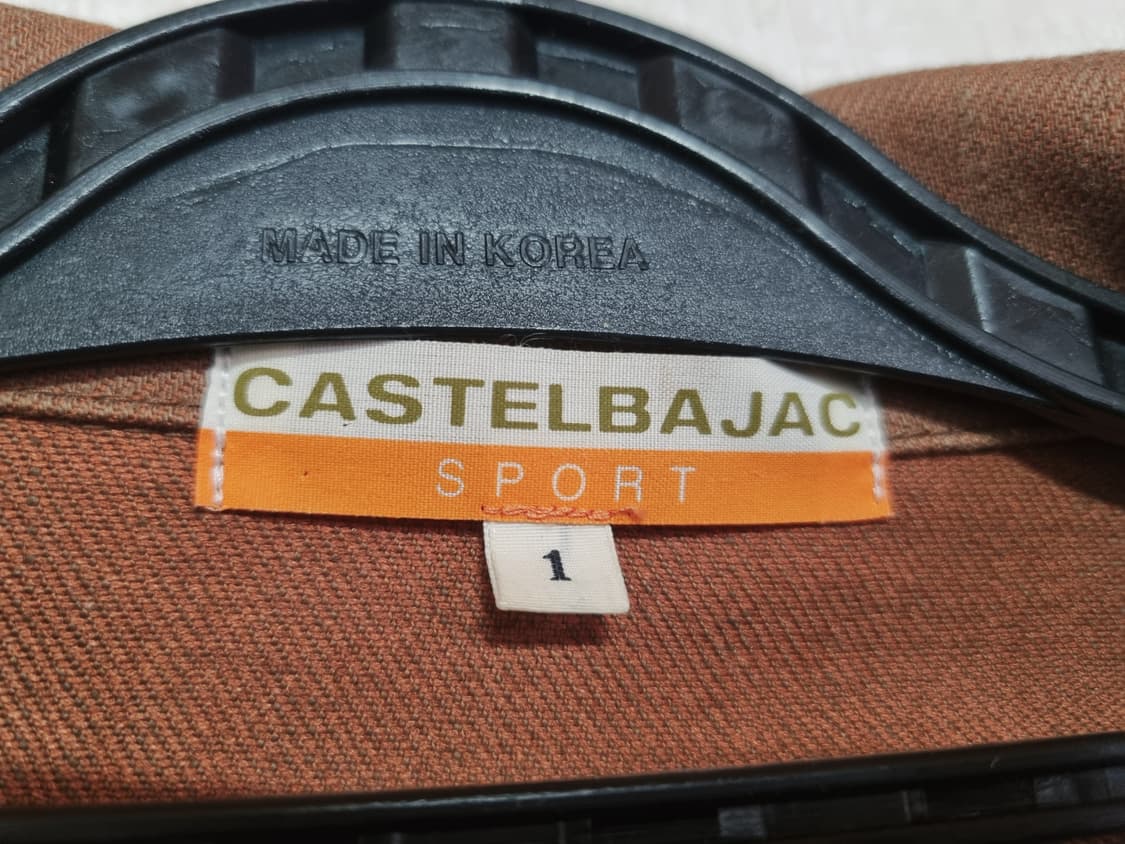 MADE IN KOREA
CASTELBAJAC
SPORT
1